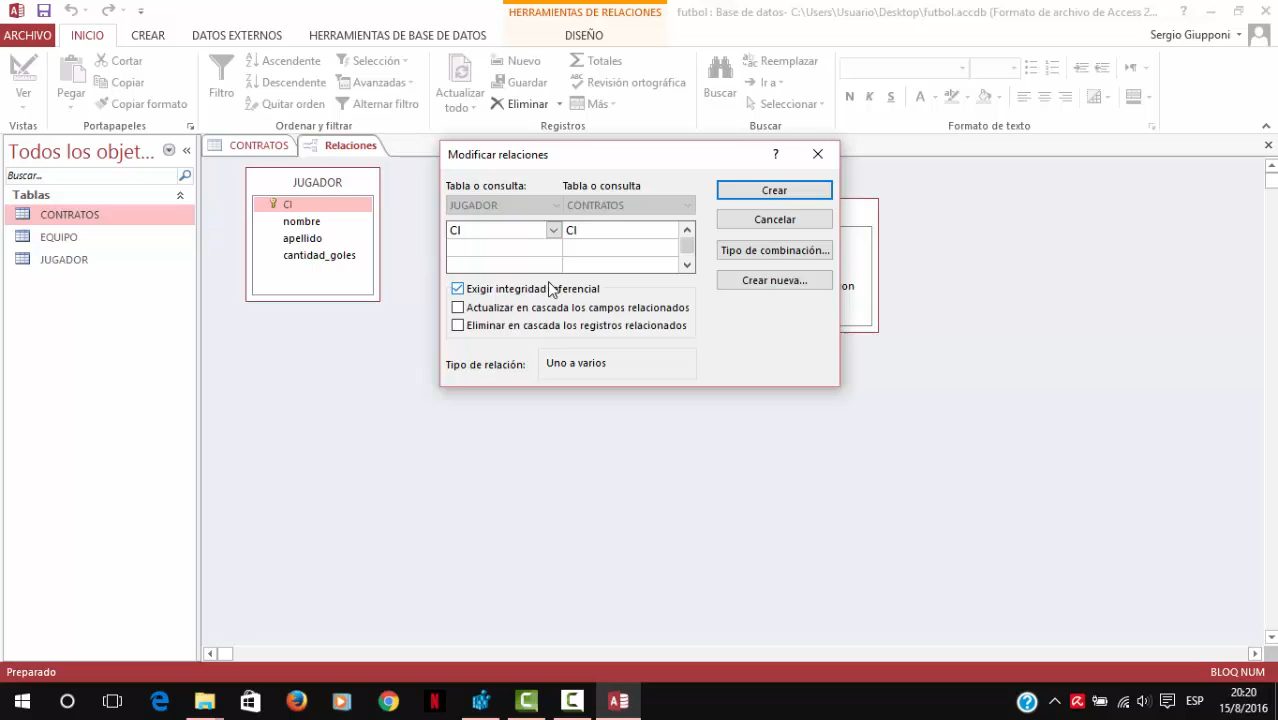 HERRAMIENTAS DE RELACIONES
futbol : Base de datos- C:\Users\Usuario\Desktop\futbol.accdb (Formato de archivo de Access 2...
ARCHIVO INICIO CREAR DATOS EXTERNOS HERRAMIENTAS DE BASE DE DATOS DISEÑO
Sergio Giupponi
Ver
Pegar
Cortar
Copiar
Copiar formato
Filtro
Ascendente
Descendente
Quitar orden
Selección
Avanzadas
Alternar filtro
Actualizar
todo
Nuevo
Guardar
Eliminar
Totales
Revisión ortográfica
Más
Buscar
Reemplazar
Ir a
Seleccionar
N K S A
Vistas Portapapeles Ordenar y filtrar Registros Buscar Formato de texto
Todos los objet...
Buscar...
Tablas
CONTRATOS
EQUIPO
JUGADOR
CONTRATOS
Relaciones
JUGADOR
CI
nombre
apellido
cantidad_goles
Modificar relaciones
?
Tabla o consulta: Tabla o consulta
JUGADOR CONTRATOS
CI CI
Exigir integridad referencial
Actualizar en cascada los campos relacionados
Eliminar en cascada los registros relacionados
Tipo de relación: Uno a varios
Crear
Cancelar
Tipo de combinación...
Crear nueva...
on
Preparado
BLOQ NUM
ESP
20:20
15/8/2016